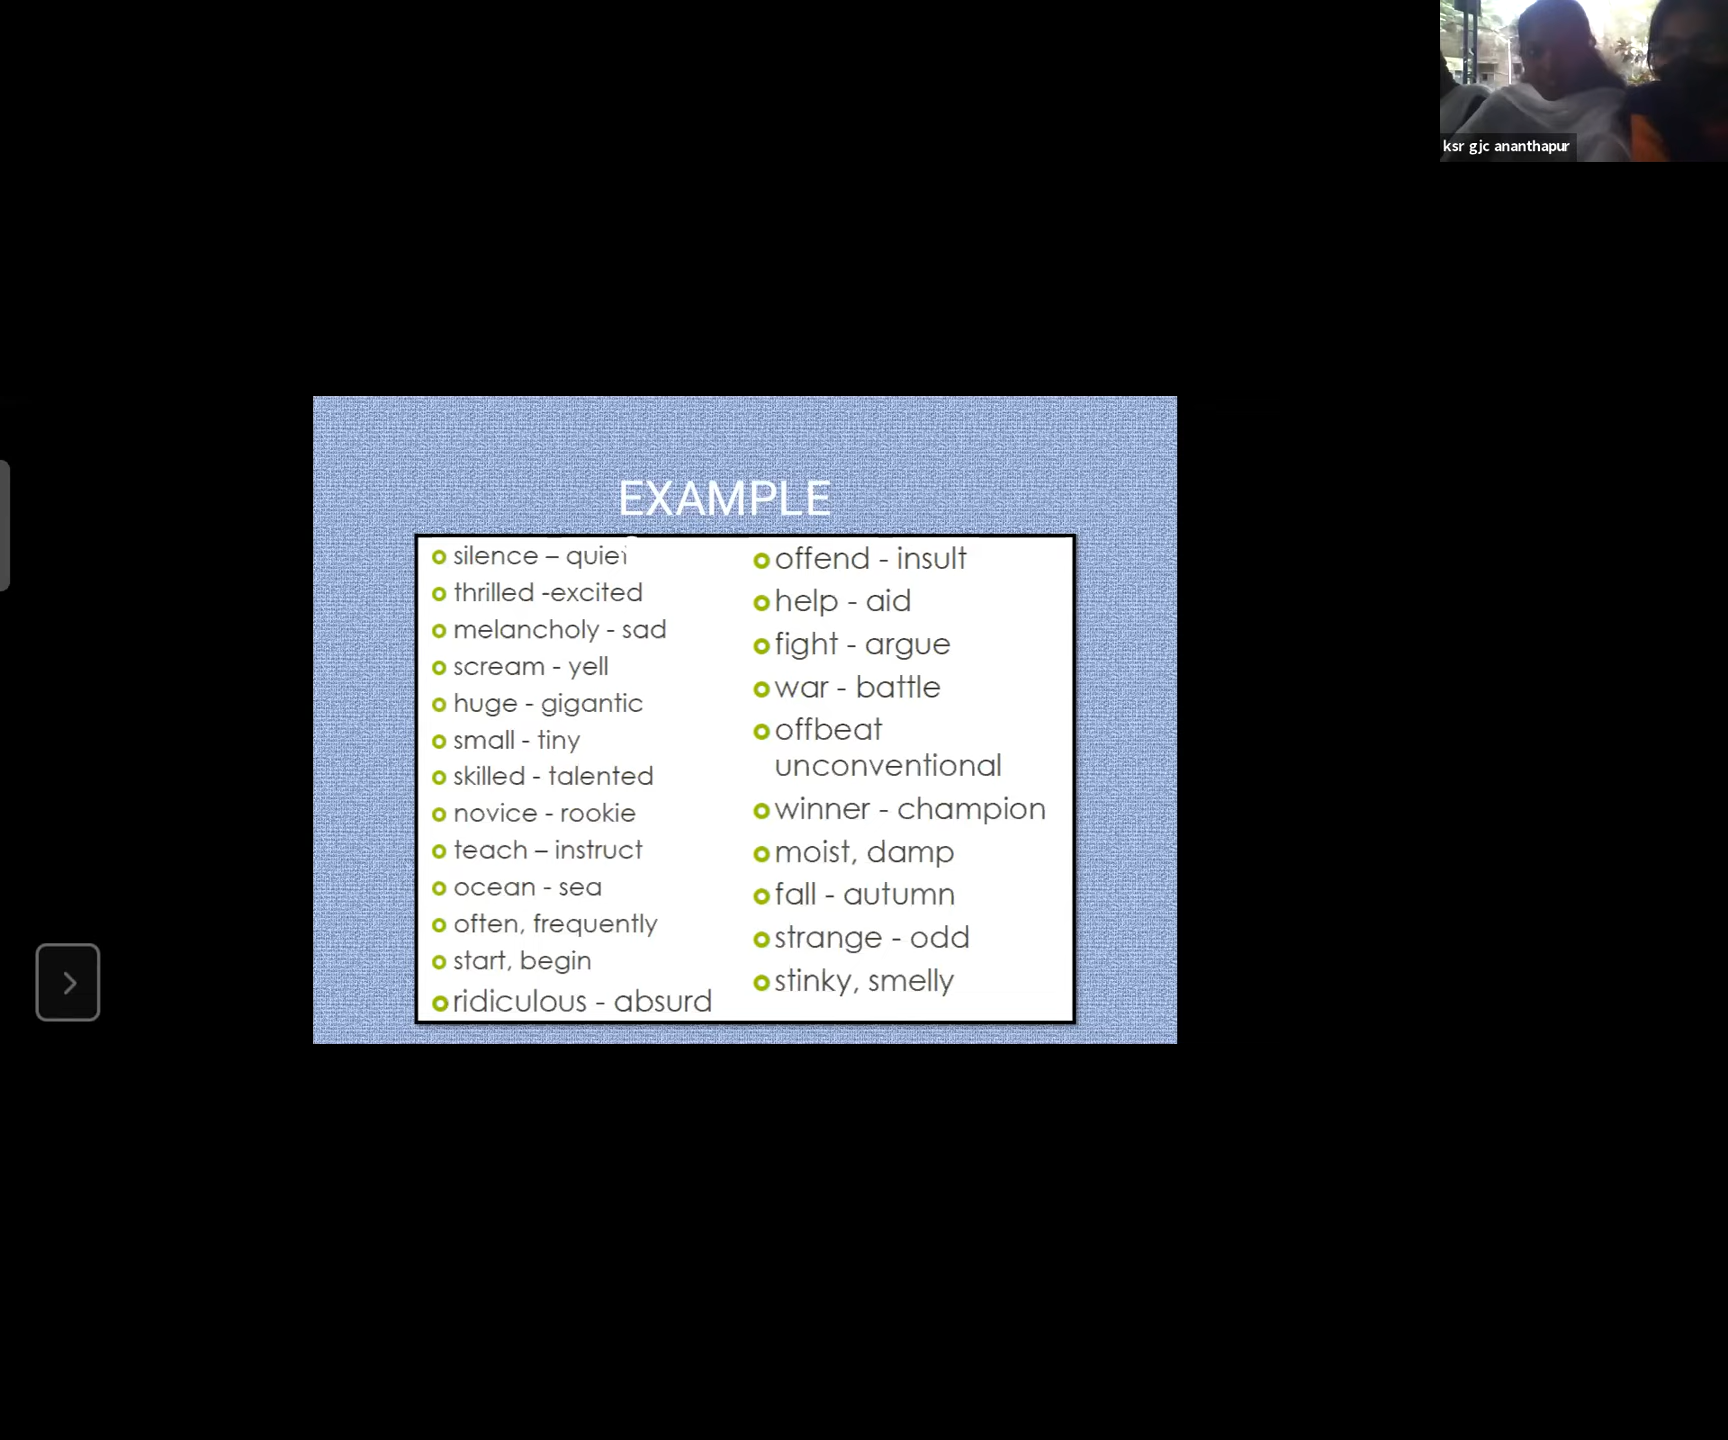 ksr gjc ananthapur
EXAMPLE
silence – quiet
thrilled -excited
melancholy - sad
scream - yell
huge - gigantic
small - tiny
skilled - talented
novice - rookie
teach – instruct
ocean - sea
often, frequently
start, begin
ridiculous - absurd
offend - insult
help - aid
fight - argue
war - battle
offbeat
unconventional
winner - champion
moist, damp
fall - autumn
strange - odd
stinky, smelly